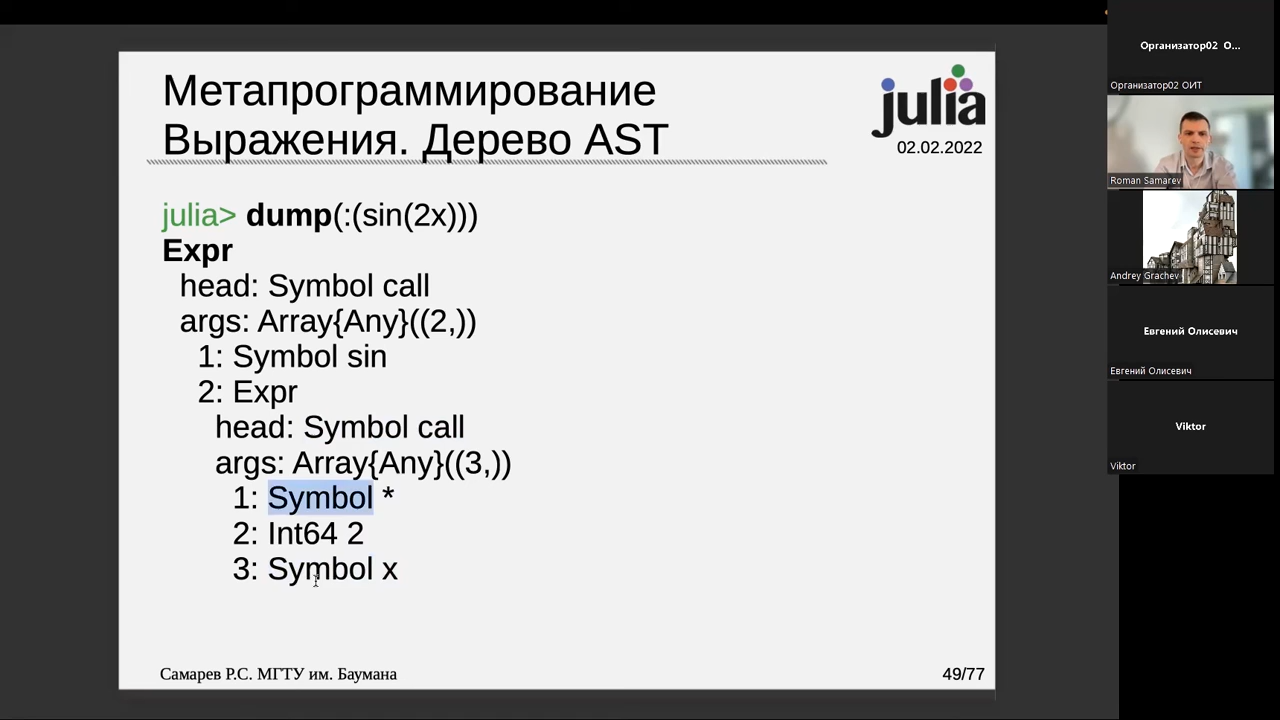 Метапрограммирование
Выражения. Дерево AST
julia
02.02.2022
julia> dump(:(sin(2x)))
Expr
head: Symbol call
args: Array{Any}((2,))
1: Symbol sin
2: Expr
head: Symbol call
args: Array{Any}((3,))
1: Symbol *
2: Int64 2
3: Symbol x
Самарев Р.С. МГТУ им. Баумана
49/77
Организатор02 О...
Организатор02 ОИТ
Roman Samarev
Andrey Grachev
Евгений Олисевич
Евгений Олисевич
Viktor
Viktor